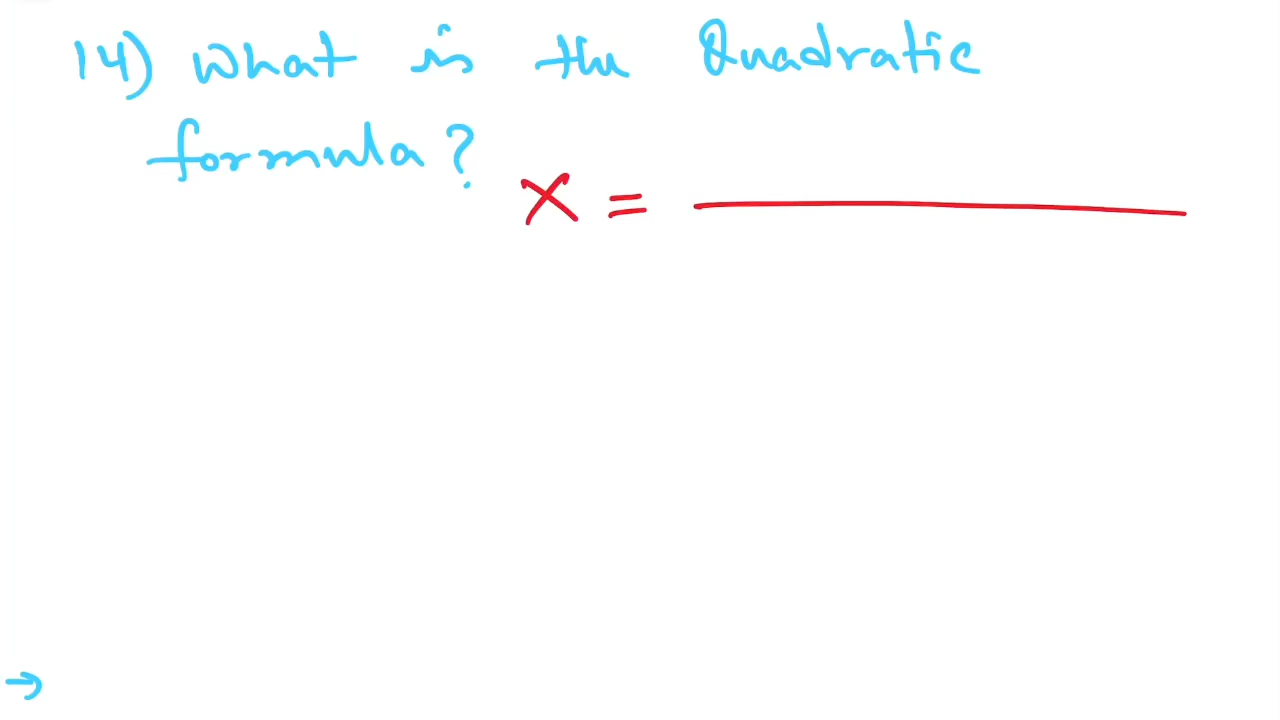 14) What is the Quadratic
formula?
X =